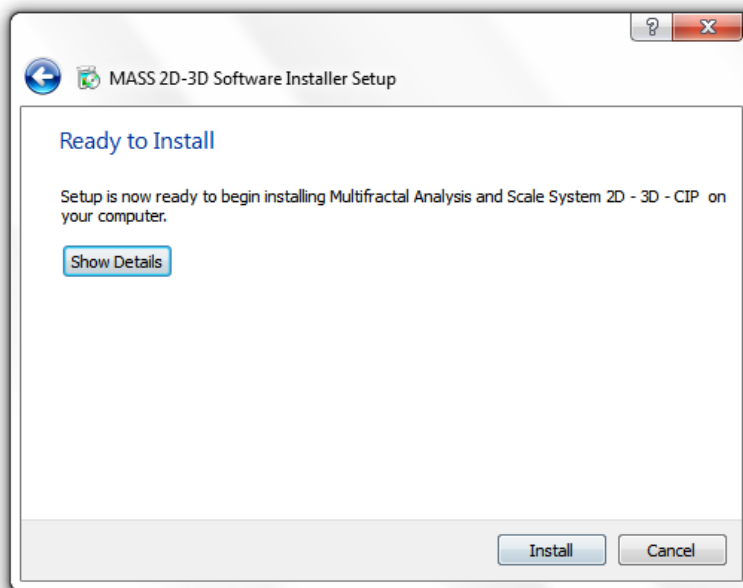 ?
X
MASS 2D-3D Software Installer Setup
Ready to Install
Setup is now ready to begin installing Multifractal Analysis and Scale System 2D - 3D - CIP on
your computer.
Show Details
Install
Cancel